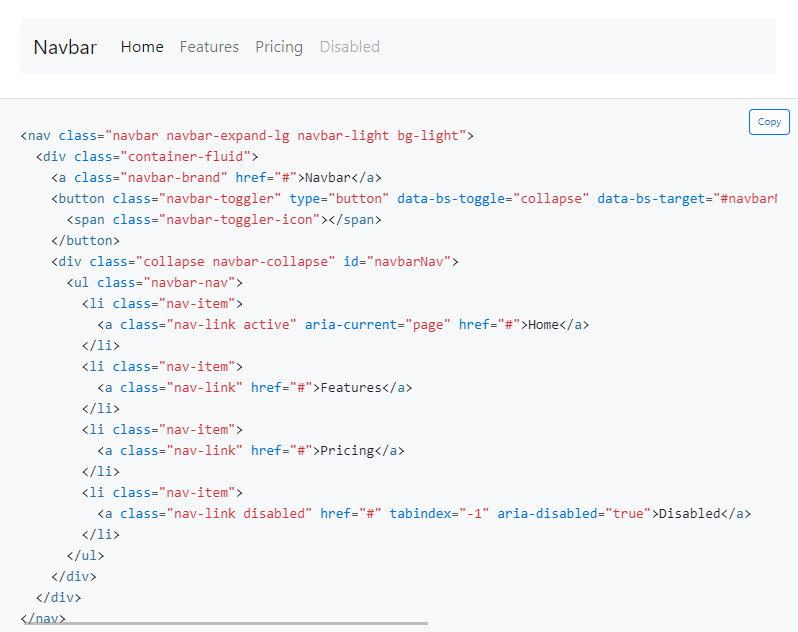 Navbar Home Features Pricing Disabled
Copy
<nav class="navbar navbar-expand-lg navbar-light bg-light">
  <div class="container-fluid">
    <a class="navbar-brand" href="#">Navbar</a>
    <button class="navbar-toggler" type="button" data-bs-toggle="collapse" data-bs-target="#navbar
      <span class="navbar-toggler-icon"></span>
    </button>
    <div class="collapse navbar-collapse" id="navbarNav">
      <ul class="navbar-nav">
        <li class="nav-item">
          <a class="nav-link active" aria-current="page" href="#">Home</a>
        </li>
        <li class="nav-item">
          <a class="nav-link" href="#">Features</a>
        </li>
        <li class="nav-item">
          <a class="nav-link" href="#">Pricing</a>
        </li>
        <li class="nav-item">
          <a class="nav-link disabled" href="#" tabindex="-1" aria-disabled="true">Disabled</a>
        </li>
      </ul>
    </div>
  </div>
</nav>